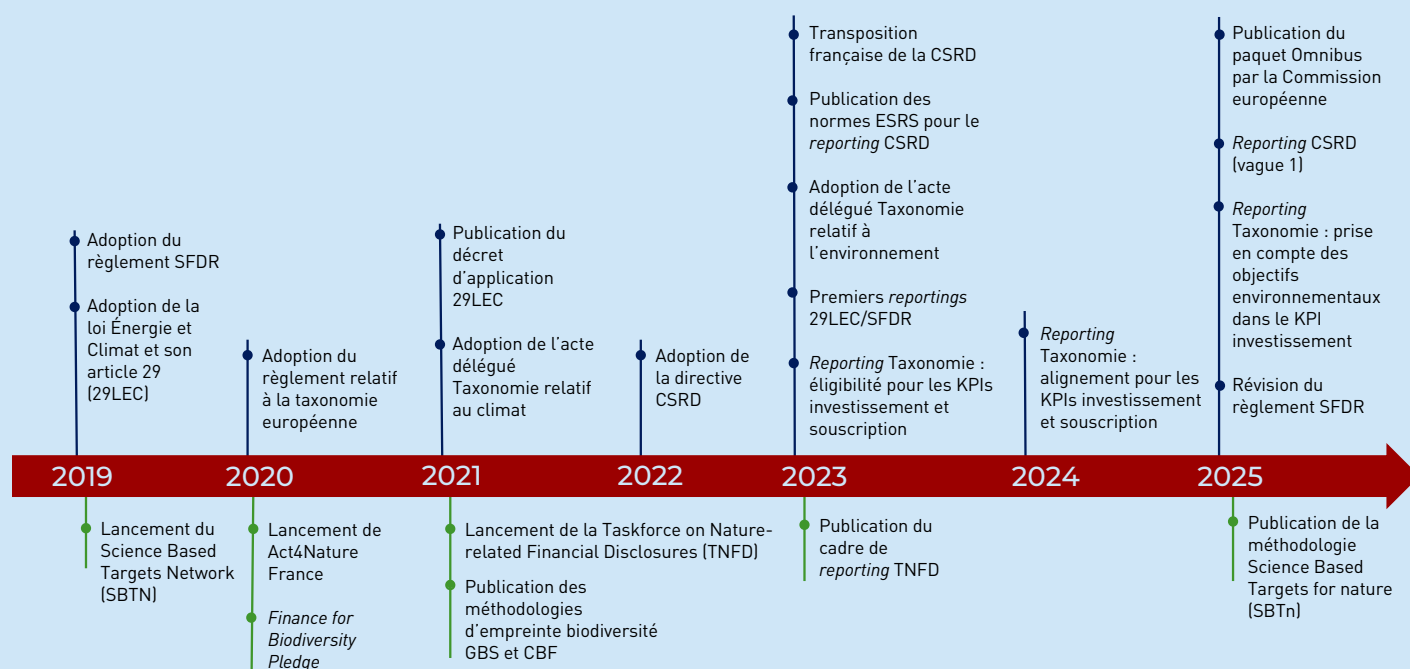 Adoption du
règlement SFDR
Adoption de la
loi Énergie et
Climat et son
article 29
(29LEC)
Adoption du
règlement relatif
à la taxonomie
européenne
Publication du
décret
d'application
29LEC
Adoption de l'acte
délégué
Taxonomie relatif
au climat
Adoption de
la directive
CSRD
Transposition
française de la CSRD
Publication des
normes ESRS pour le
reporting CSRD
Adoption de l'acte
délégué Taxonomie
relatif à
l'environnement
Premiers reportings
29LEC/SFDR
Reporting Taxonomie :
éligibilité pour les KPIs
investissement et
souscription
Reporting
Taxonomie :
alignement pour les
KPIs investissement
et souscription
Publication du
paquet Omnibus
par la Commission
européenne
Reporting CSRD
(vague 1)
Reporting
Taxonomie : prise
en compte des
objectifs
environnementaux
dans le KPI
investissement
Révision du
règlement SFDR
2019
2020
2021
2022
2023
2024
2025
Lancement du
Science Based
Targets Network
(SBTN)
Lancement de
Act4Nature
France
Finance for
Biodiversity
Pledge
Lancement de la Taskforce on Nature-
related Financial Disclosures (TNFD)
Publication des
méthodologies
d'empreinte biodiversité
GBS et CBF
Publication du
cadre de
reporting TNFD
Publication de la
méthodologie
Science Based
Targets for nature
(SBTn)